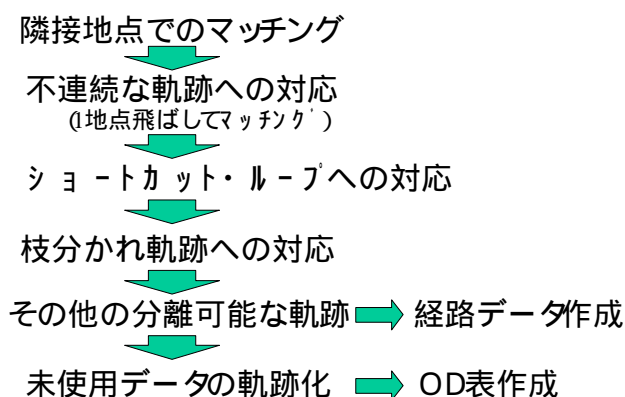 隣接地点でのマッチング
不連続な軌跡への対応
(1地点飛ばしてﾏｯﾁﾝｸﾞ)
ショートカット・ループへの対応
枝分かれ軌跡への対応
その他の分離可能な軌跡 経路データ作成
未使用データの軌跡化 OD表作成